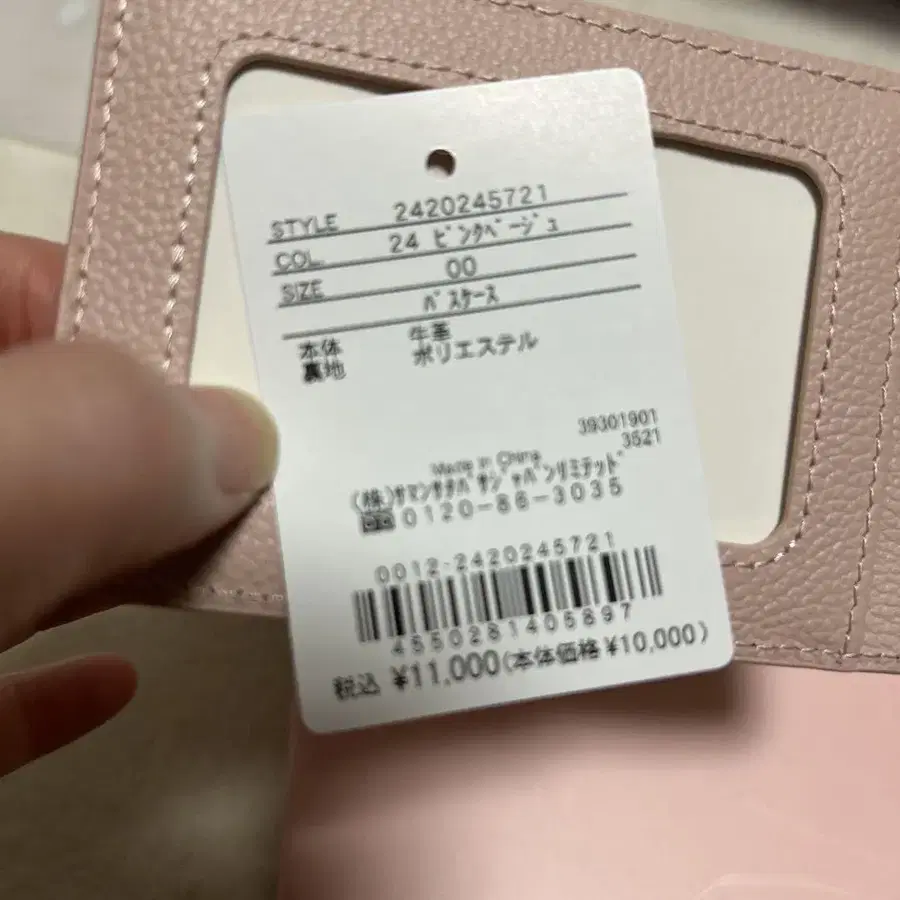 STYLE 2420245721
COL. 24 ﾋﾟﾝｸﾍﾞｰｼﾞｭ
SIZE 00
ﾊﾟｽｹｰｽ
本体 牛革
裏地 ポリエステル
39301901
3521
Made in China
(株)ｻﾏﾝｻﾀﾊﾞｻｼﾞｬﾊﾟﾝﾘﾐﾃｯﾄﾞ
0120-86-3035
0012-2420245721
4550281405897
税込 ¥11,000(本体価格¥10,000)